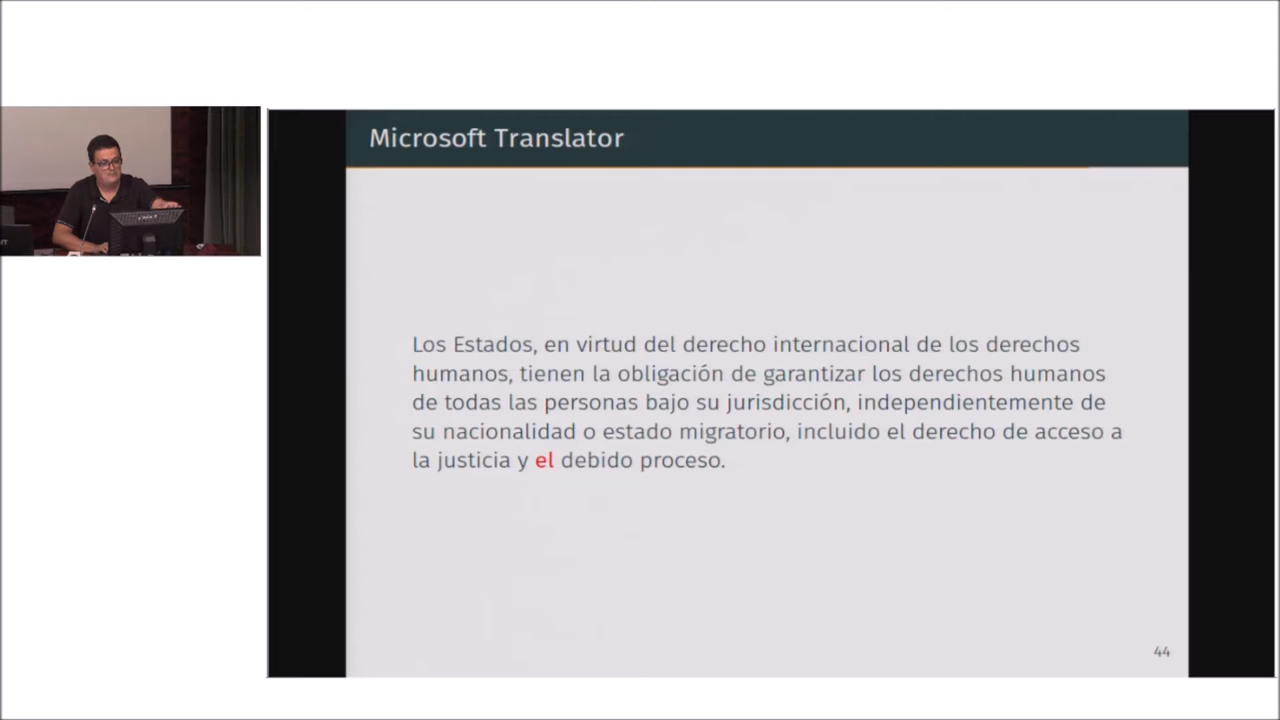 Microsoft Translator
Los Estados, en virtud del derecho internacional de los derechos
humanos, tienen la obligación de garantizar los derechos humanos
de todas las personas bajo su jurisdicción, independientemente de
su nacionalidad o estado migratorio, incluido el derecho de acceso a
la justicia y el debido proceso.
44